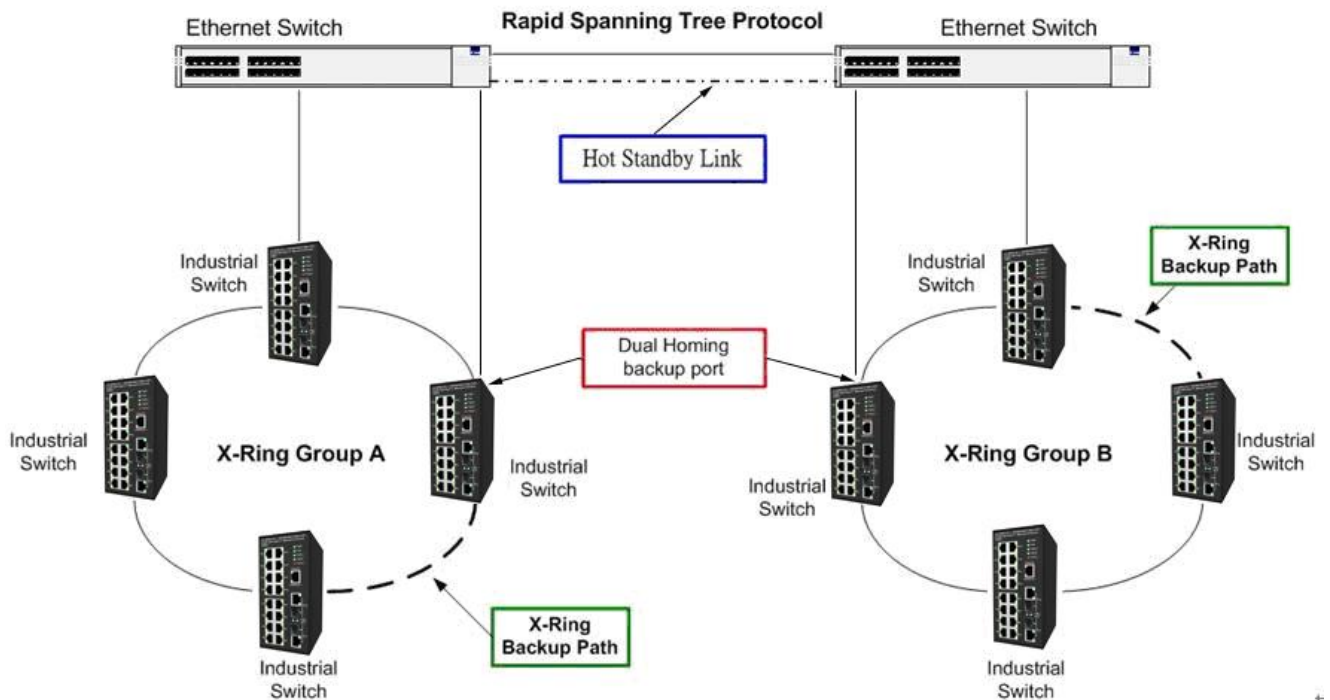 Rapid Spanning Tree Protocol
Ethernet Switch
Ethernet Switch
Hot Standby Link
Industrial
Switch
Industrial
Switch
X-Ring
Backup Path
Dual Homing
backup port
Industrial
Switch
X-Ring Group A
Industrial
Switch
Industrial
Switch
X-Ring Group B
Industrial
Switch
X-Ring
Backup Path
Industrial
Switch
Industrial
Switch